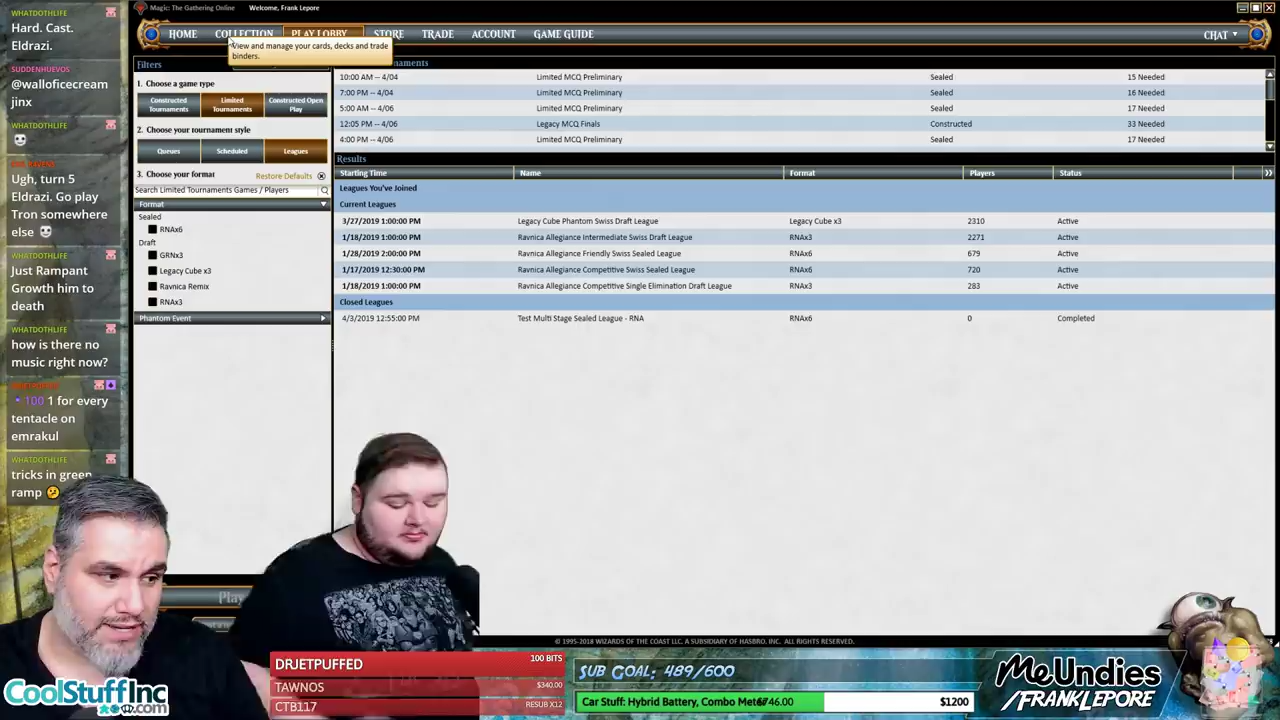 Magic: The Gathering Online Welcome, Frank Lepore
HOME COLLECTION PLAY LOBBY STORE TRADE ACCOUNT GAME GUIDE CHAT
View and manage your cards, decks and trade
binders.
WHATDOTHLIFE
Hard. Cast.
Eldrazi.
SUDDENHUEVOS
@walloficecream
jinx
WHATDOTHLIFE
Ugh, turn 5
Eldrazi. Go play
Tron somewhere
else
WHATDOTHLIFE
Just Rampant
Growth him to
death
WHATDOTHLIFE
how is there no
music right now?
100 1 for every
tentacle on
emrakul
WHATDOTHLIFE
tricks in green
ramp
Filters
1. Choose a game type
Constructed Tournaments
Limited Tournaments
Constructed Open Play
2. Choose your tournament style
Queues Scheduled Leagues
3. Choose your format Restore Defaults
Search Limited Tournaments Games / Players
Format
Sealed
RNAx6
Draft
GRNx3
Legacy Cube x3
Ravnica Remix
RNAx3
Phantom Event
10:00 AM -- 4/04 Limited MCQ Preliminary Sealed 15 Needed
7:00 PM -- 4/04 Limited MCQ Preliminary Sealed 16 Needed
5:00 AM -- 4/06 Limited MCQ Preliminary Sealed 17 Needed
12:05 PM -- 4/06 Legacy MCQ Finals Constructed 33 Needed
4:00 PM -- 4/06 Limited MCQ Preliminary Sealed 17 Needed
Results
Starting Time Name Format Players Status
Leagues You've Joined
Current Leagues
3/27/2019 1:00:00 PM Legacy Cube Phantom Swiss Draft League Legacy Cube x3 2310 Active
1/18/2019 1:00:00 PM Ravnica Allegiance Intermediate Swiss Draft League RNAx3 2271 Active
1/28/2019 2:00:00 PM Ravnica Allegiance Friendly Swiss Sealed League RNAx6 679 Active
1/17/2019 12:30:00 PM Ravnica Allegiance Competitive Swiss Sealed League RNAx6 720 Active
1/18/2019 1:00:00 PM Ravnica Allegiance Competitive Single Elimination Draft League RNAx3 283 Active
Closed Leagues
4/3/2019 12:55:00 PM Test Multi Stage Sealed League - RNA RNAx6 0 Completed
© 1995-2018 WIZARDS OF THE COAST LLC, A SUBSIDIARY OF HASBRO, INC. ALL RIGHTS RESERVED.
DRJETPUFFED 100 BITS
TAWNOS $340.00
CTB117 RESUB X12
SUB GOAL: 489/600
Car Stuff: Hybrid Battery, Combo Mete $746.00 $1200
MeUndies
/FRANKLEPORE
CoolStuffInc
.com